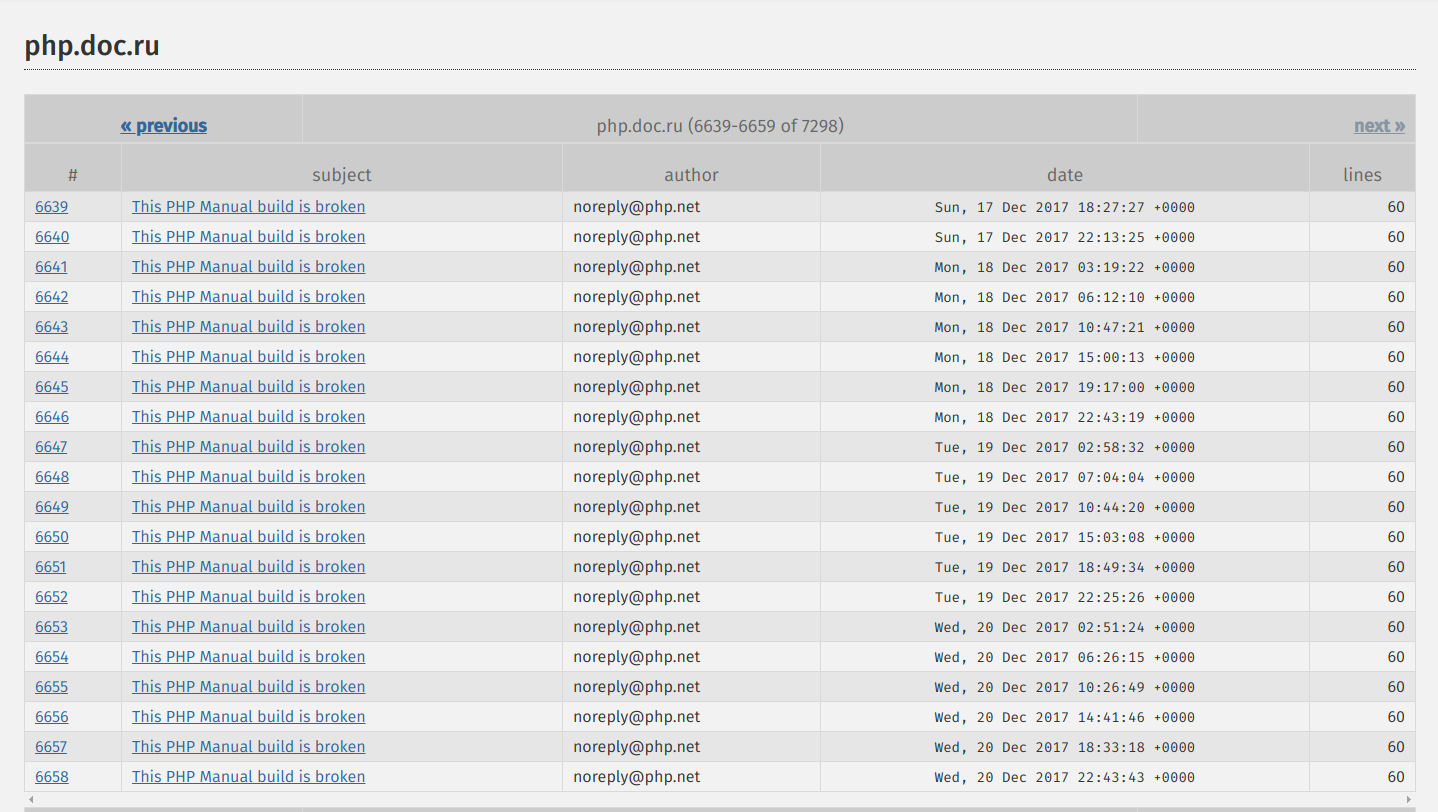 php.doc.ru
« previous php.doc.ru (6639-6659 of 7298) next »
# subject author date lines
6639 This PHP Manual build is broken noreply@php.net Sun, 17 Dec 2017 18:27:27 +0000 60
6640 This PHP Manual build is broken noreply@php.net Sun, 17 Dec 2017 22:13:25 +0000 60
6641 This PHP Manual build is broken noreply@php.net Mon, 18 Dec 2017 03:19:22 +0000 60
6642 This PHP Manual build is broken noreply@php.net Mon, 18 Dec 2017 06:12:10 +0000 60
6643 This PHP Manual build is broken noreply@php.net Mon, 18 Dec 2017 10:47:21 +0000 60
6644 This PHP Manual build is broken noreply@php.net Mon, 18 Dec 2017 15:00:13 +0000 60
6645 This PHP Manual build is broken noreply@php.net Mon, 18 Dec 2017 19:17:00 +0000 60
6646 This PHP Manual build is broken noreply@php.net Mon, 18 Dec 2017 22:43:19 +0000 60
6647 This PHP Manual build is broken noreply@php.net Tue, 19 Dec 2017 02:58:32 +0000 60
6648 This PHP Manual build is broken noreply@php.net Tue, 19 Dec 2017 07:04:04 +0000 60
6649 This PHP Manual build is broken noreply@php.net Tue, 19 Dec 2017 10:44:20 +0000 60
6650 This PHP Manual build is broken noreply@php.net Tue, 19 Dec 2017 15:03:08 +0000 60
6651 This PHP Manual build is broken noreply@php.net Tue, 19 Dec 2017 18:49:34 +0000 60
6652 This PHP Manual build is broken noreply@php.net Tue, 19 Dec 2017 22:25:26 +0000 60
6653 This PHP Manual build is broken noreply@php.net Wed, 20 Dec 2017 02:51:24 +0000 60
6654 This PHP Manual build is broken noreply@php.net Wed, 20 Dec 2017 06:26:15 +0000 60
6655 This PHP Manual build is broken noreply@php.net Wed, 20 Dec 2017 10:26:49 +0000 60
6656 This PHP Manual build is broken noreply@php.net Wed, 20 Dec 2017 14:41:46 +0000 60
6657 This PHP Manual build is broken noreply@php.net Wed, 20 Dec 2017 18:33:18 +0000 60
6658 This PHP Manual build is broken noreply@php.net Wed, 20 Dec 2017 22:43:43 +0000 60